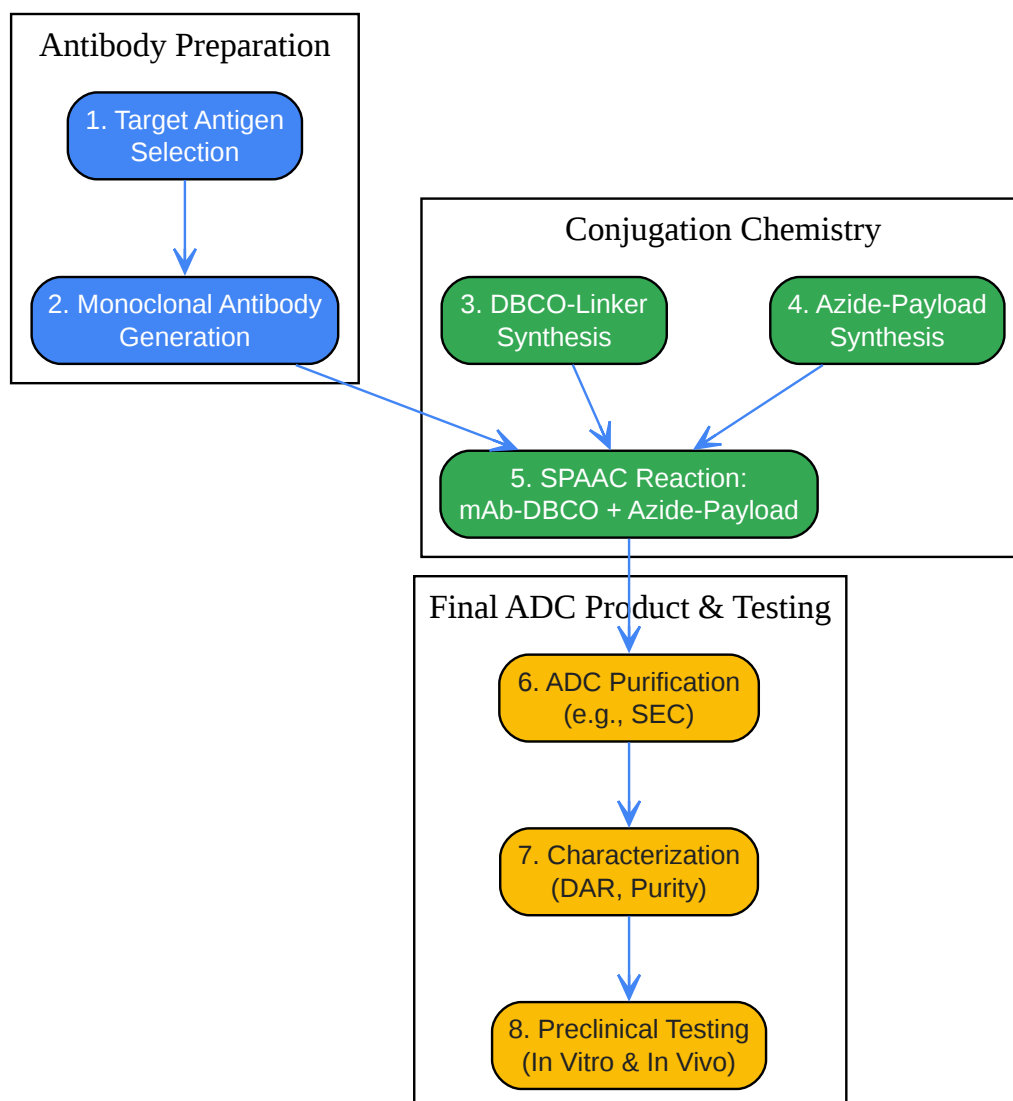 Antibody Preparation
1. Target Antigen
Selection
2. Monoclonal Antibody
Generation
Conjugation Chemistry
3. DBCO-Linker
Synthesis
4. Azide-Payload
Synthesis
5. SPAAC Reaction:
mAb-DBCO + Azide-Payload
Final ADC Product & Testing
6. ADC Purification
(e.g., SEC)
7. Characterization
(DAR, Purity)
8. Preclinical Testing
(In Vitro & In Vivo)